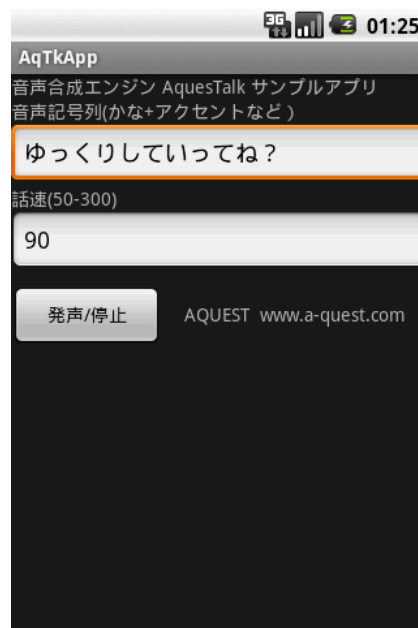 3G 01:25
AqTkApp
音声合成エンジン AquesTalk サンプルアプリ
音声記号列(かな+アクセントなど )
ゆっくりしていってね？
話速(50-300)
90
発声/停止 AQUEST www.a-quest.com